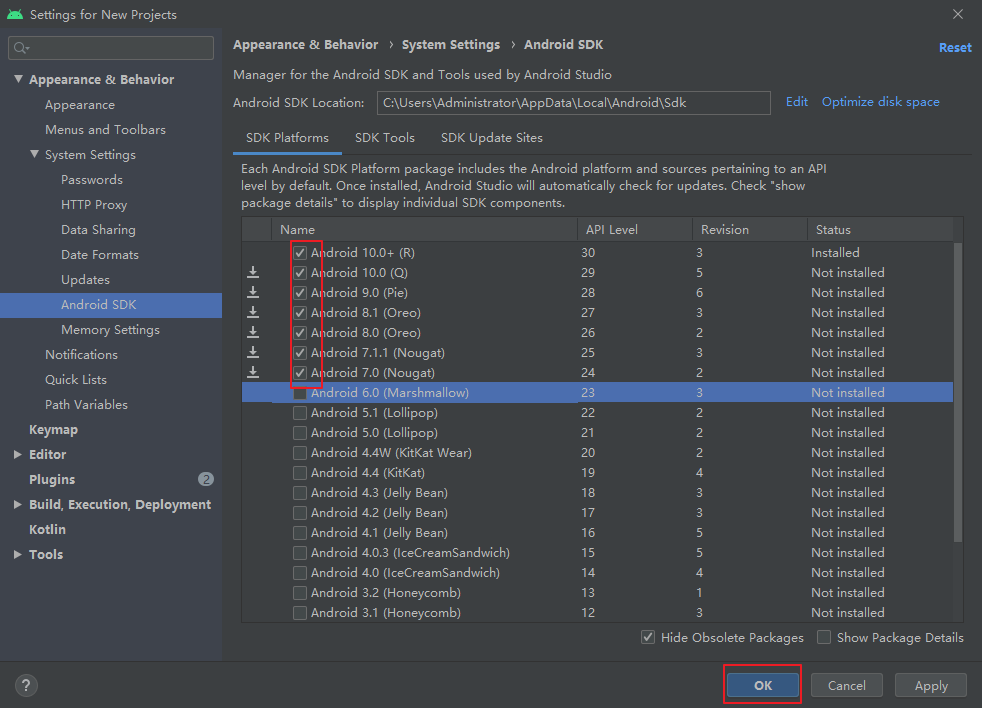 Settings for New Projects
Appearance & Behavior
Appearance
Menus and Toolbars
System Settings
Passwords
HTTP Proxy
Data Sharing
Date Formats
Updates
Android SDK
Memory Settings
Notifications
Quick Lists
Path Variables
Keymap
Editor
Plugins 2
Build, Execution, Deployment
Kotlin
Tools
Appearance & Behavior › System Settings › Android SDK
Reset
Manager for the Android SDK and Tools used by Android Studio
Android SDK Location: C:\Users\Administrator\AppData\Local\Android\Sdk Edit Optimize disk space
SDK Platforms SDK Tools SDK Update Sites
Each Android SDK Platform package includes the Android platform and sources pertaining to an API
level by default. Once installed, Android Studio will automatically check for updates. Check "show
package details" to display individual SDK components.
Name API Level Revision Status
Android 10.0+ (R) 30 3 Installed
Android 10.0 (Q) 29 5 Not installed
Android 9.0 (Pie) 28 6 Not installed
Android 8.1 (Oreo) 27 3 Not installed
Android 8.0 (Oreo) 26 2 Not installed
Android 7.1.1 (Nougat) 25 3 Not installed
Android 7.0 (Nougat) 24 2 Not installed
Android 6.0 (Marshmallow) 23 3 Not installed
Android 5.1 (Lollipop) 22 2 Not installed
Android 5.0 (Lollipop) 21 2 Not installed
Android 4.4W (KitKat Wear) 20 2 Not installed
Android 4.4 (KitKat) 19 4 Not installed
Android 4.3 (Jelly Bean) 18 3 Not installed
Android 4.2 (Jelly Bean) 17 3 Not installed
Android 4.1 (Jelly Bean) 16 5 Not installed
Android 4.0.3 (IceCreamSandwich) 15 5 Not installed
Android 4.0 (IceCreamSandwich) 14 4 Not installed
Android 3.2 (Honeycomb) 13 1 Not installed
Android 3.1 (Honeycomb) 12 3 Not installed
Hide Obsolete Packages Show Package Details
? OK Cancel Apply